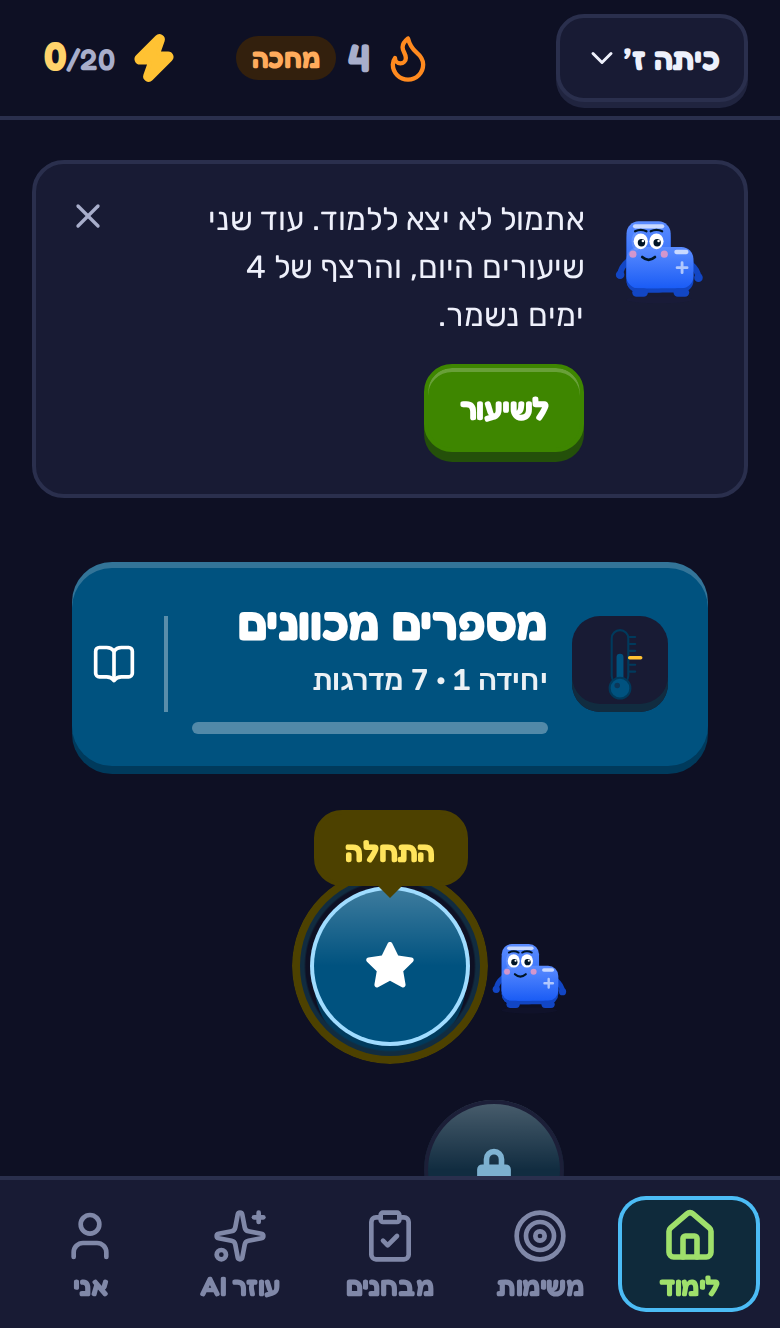 כיתה ז׳
4 מחכה
0/20
אתמול לא יצא ללמוד. עוד שני
שיעורים היום, והרצף של 4
ימים נשמר.
לשיעור
מספרים מכוונים
יחידה 1 • 7 מדרגות
התחלה
לימוד
משימות
מבחנים
עוזר AI
אני